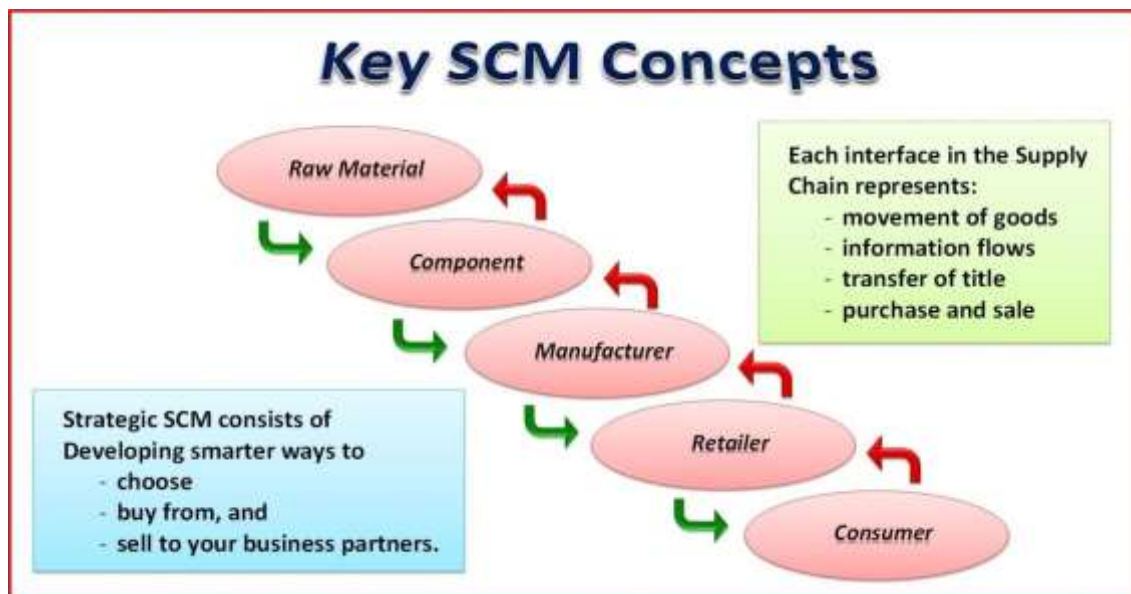 Key SCM Concepts
Raw Material
Each interface in the Supply
Chain represents:
- movement of goods
- information flows
- transfer of title
- purchase and sale
Component
Manufacturer
Strategic SCM consists of
Developing smarter ways to
- choose
- buy from, and
- sell to your business partners.
Retailer
Consumer